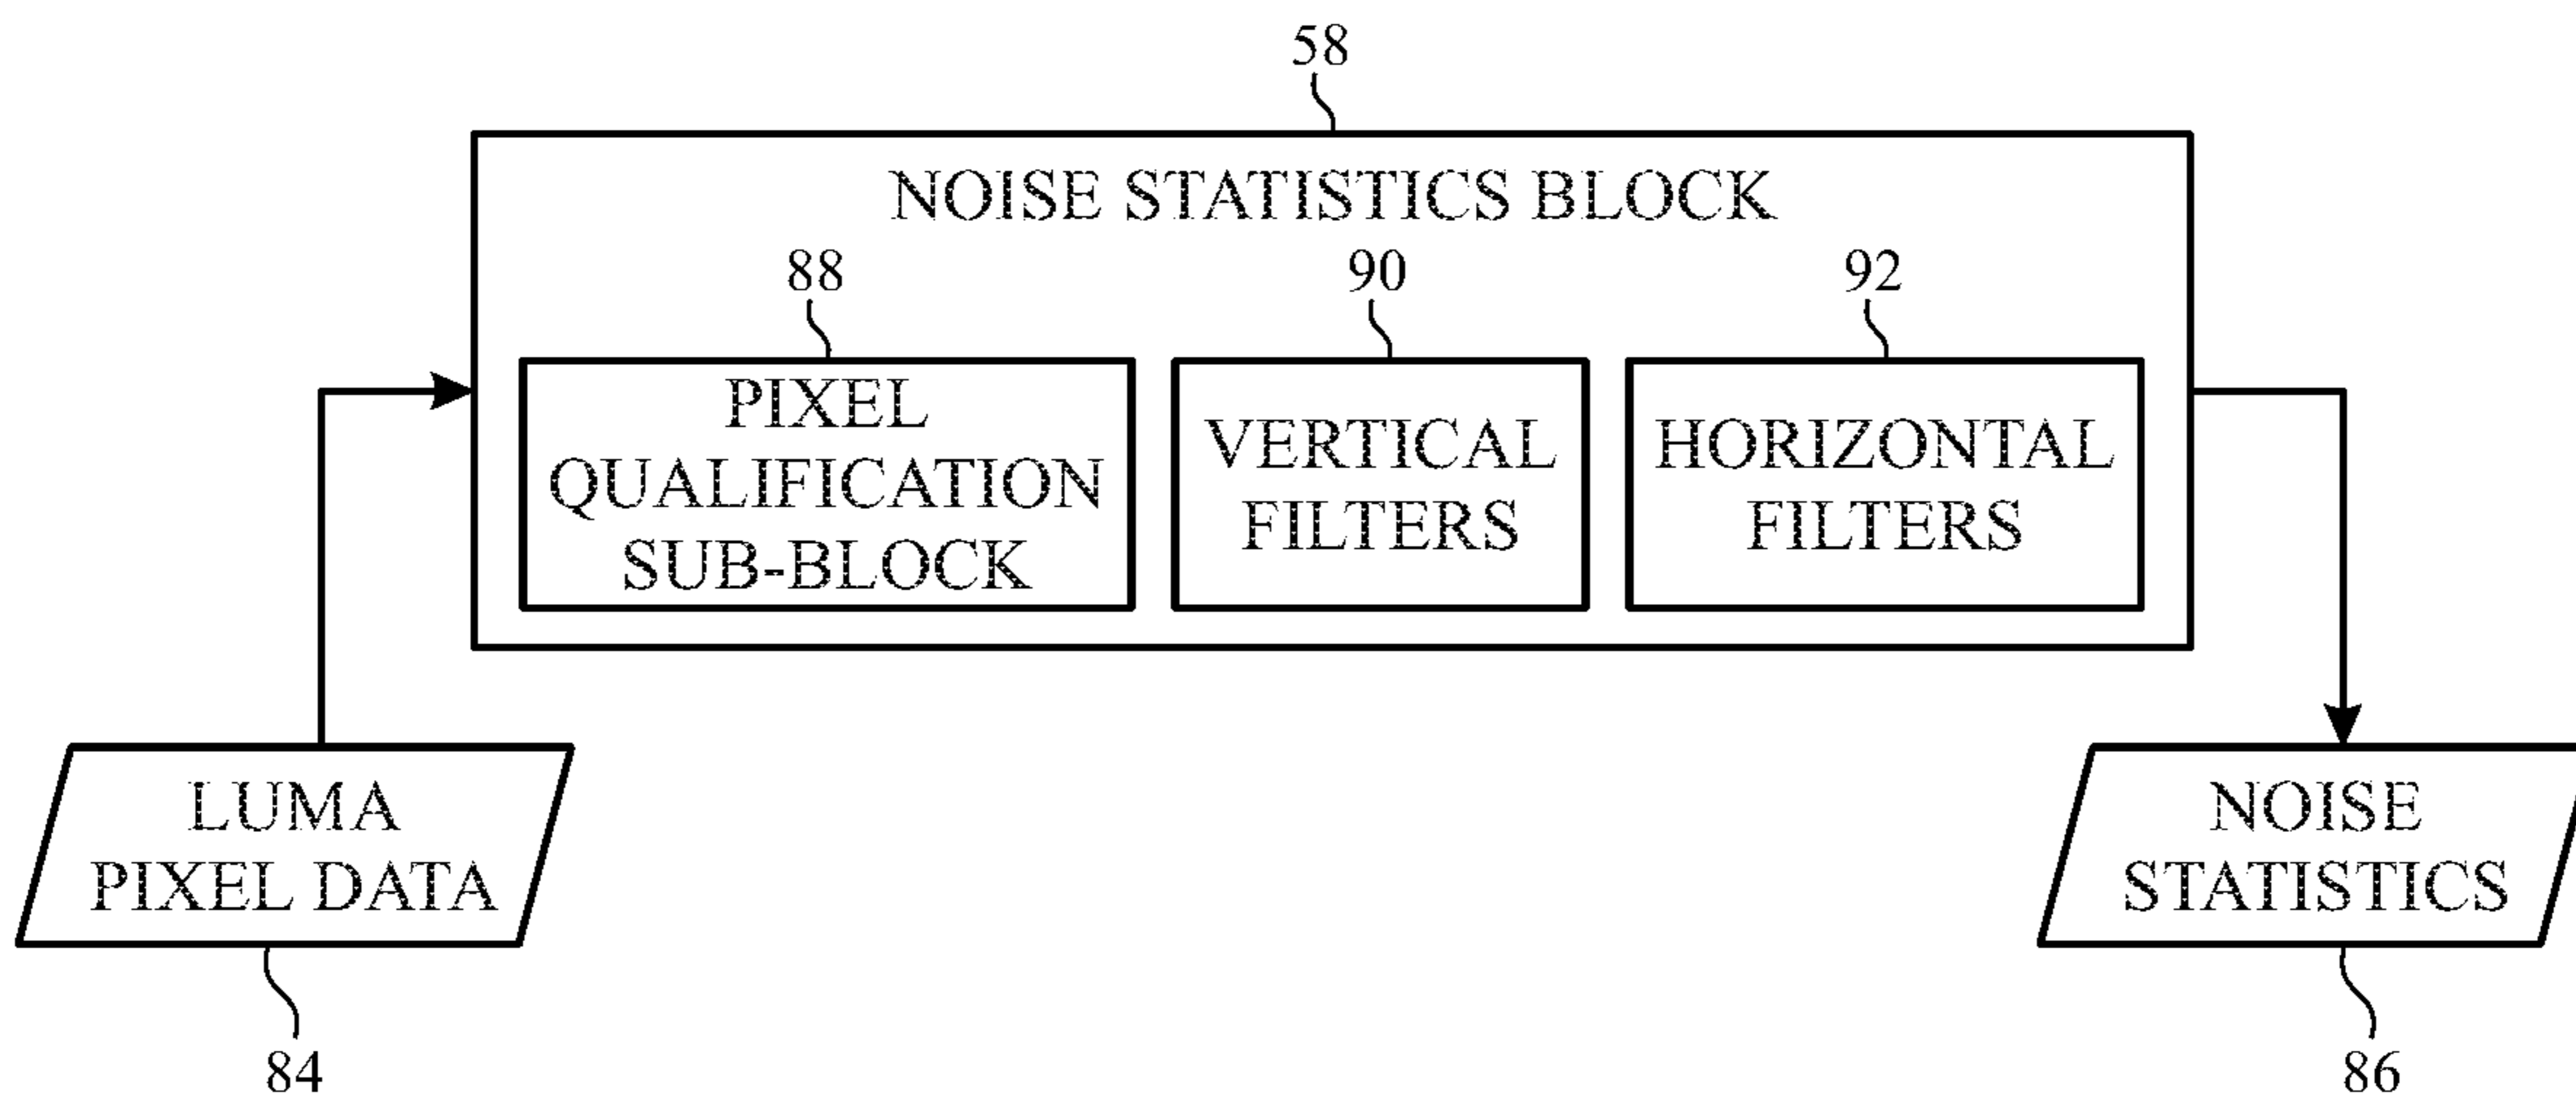 58
NOISE STATISTICS BLOCK
88
90
92
PIXEL
QUALIFICATION
SUB-BLOCK
VERTICAL
FILTERS
HORIZONTAL
FILTERS
LUMA
PIXEL DATA
NOISE
STATISTICS
84
86